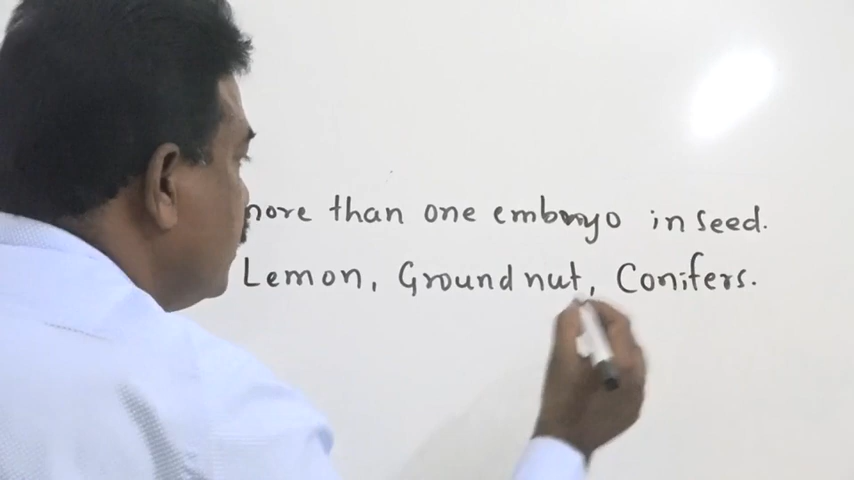 more than one embryo in seed.
Lemon, Groundnut, Conifers.